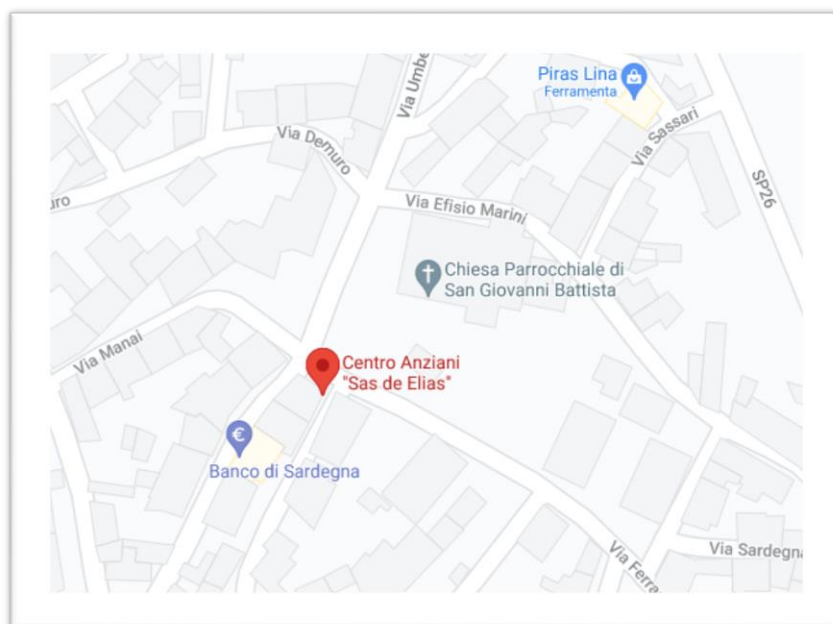 Piras Lina
Ferramenta
Via Umbe
Via Sassari
Via Demuro
uro
SP26
Via Efisio Marini
Chiesa Parrocchiale di
San Giovanni Battista
Via Manai
Centro Anziani
"Sas de Elias"
€
Banco di Sardegna
Via Ferra
Via Sardegna